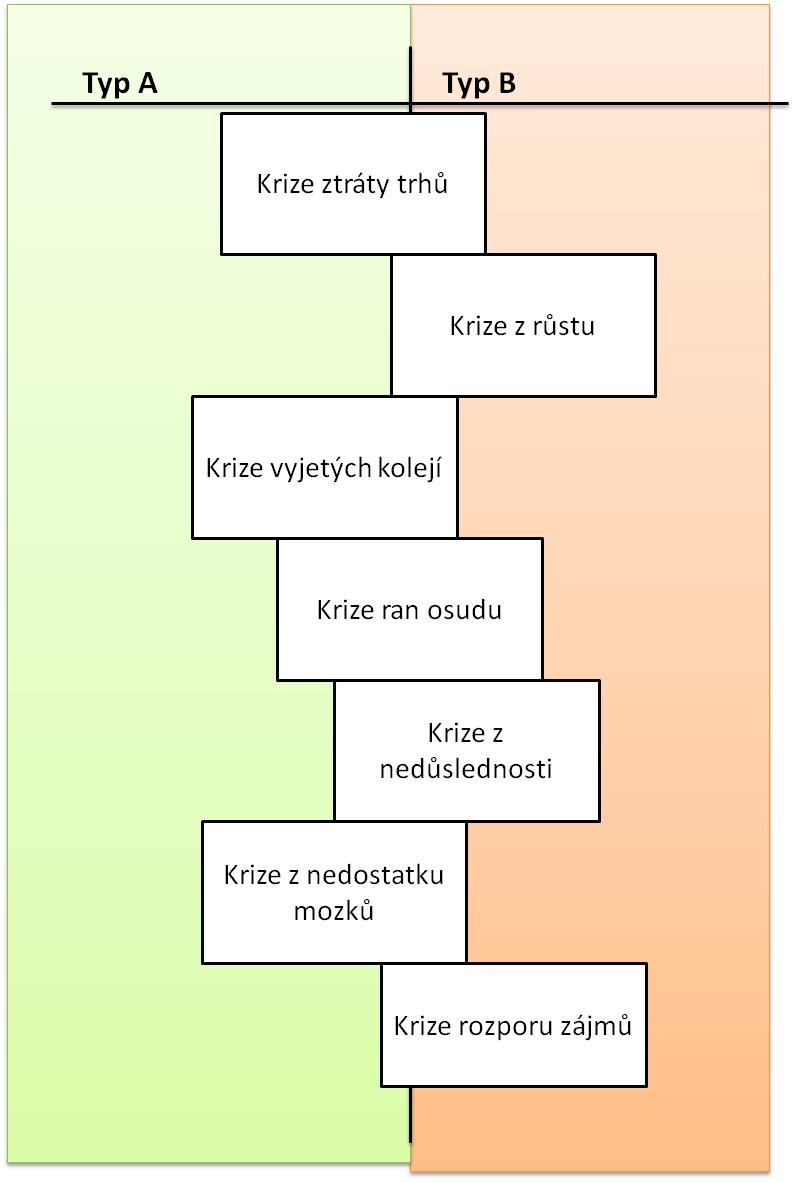 Typ A
Typ B
Krize ztráty trhů
Krize z růstu
Krize vyjetých kolejí
Krize ran osudu
Krize z
nedůslednosti
Krize z nedostatku
mozků
Krize rozporu zájmů